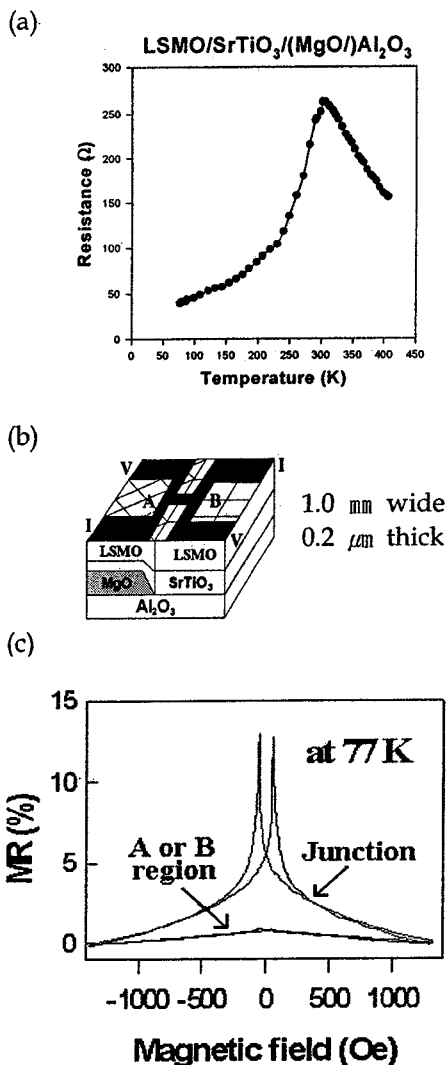 (a)
LSMO/SrTiO₃/(MgO/)Al₂O₃
300
250
200
150
100
50
0
Resistance Ω
0 50 100 150 200 250 300 350 400 450
Temperature (K)
(b)
V I
A B
I V
LSMO LSMO
MgO SrTiO₃
Al₂O₃
1.0 mm wide
0.2 μm thick
(c)
15
10
5
0
MR (%)
at 77 K
A or B
region
Junction
-1000 -500 0 500 1000
Magnetic field (Oe)